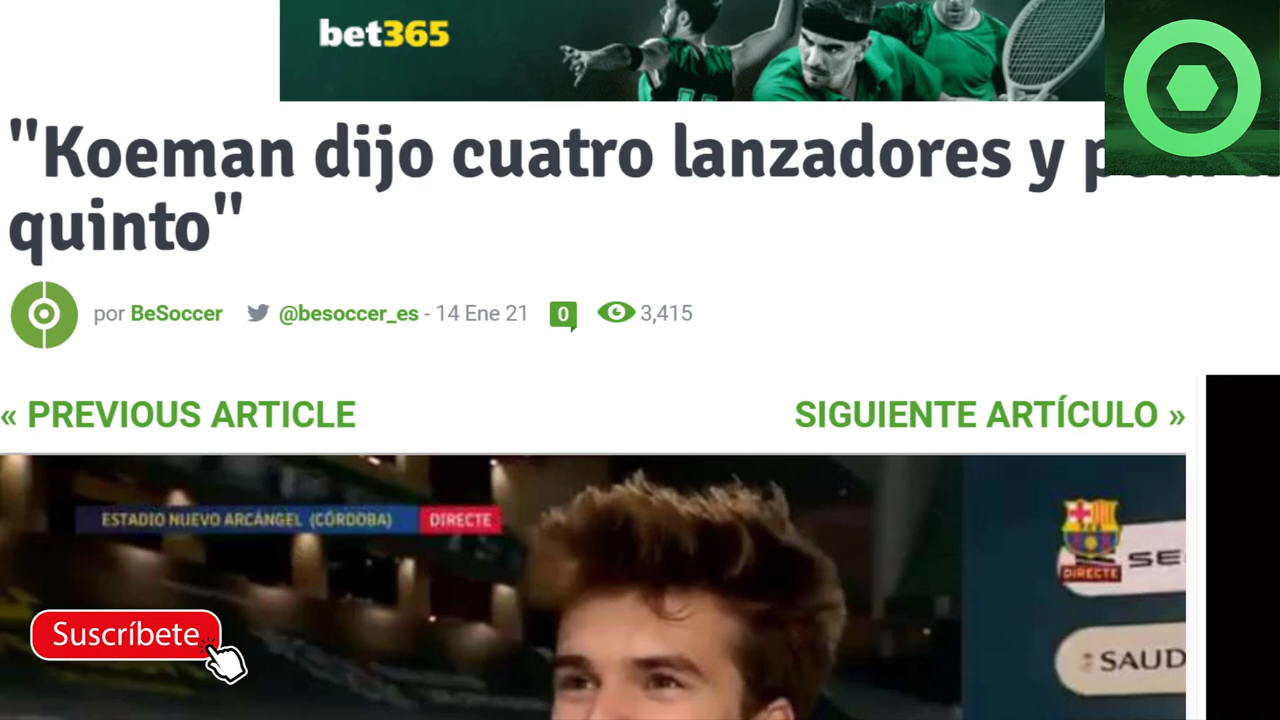 bet365
"Koeman dijo cuatro lanzadores y
quinto"
por BeSoccer @besoccer_es - 14 Ene 21 0 3,415
« PREVIOUS ARTICLE SIGUIENTE ARTÍCULO »
ESTADIO NUEVO ARCÁNGEL (CÓRDOBA) DIRECTE
DIRECTE
Suscríbete